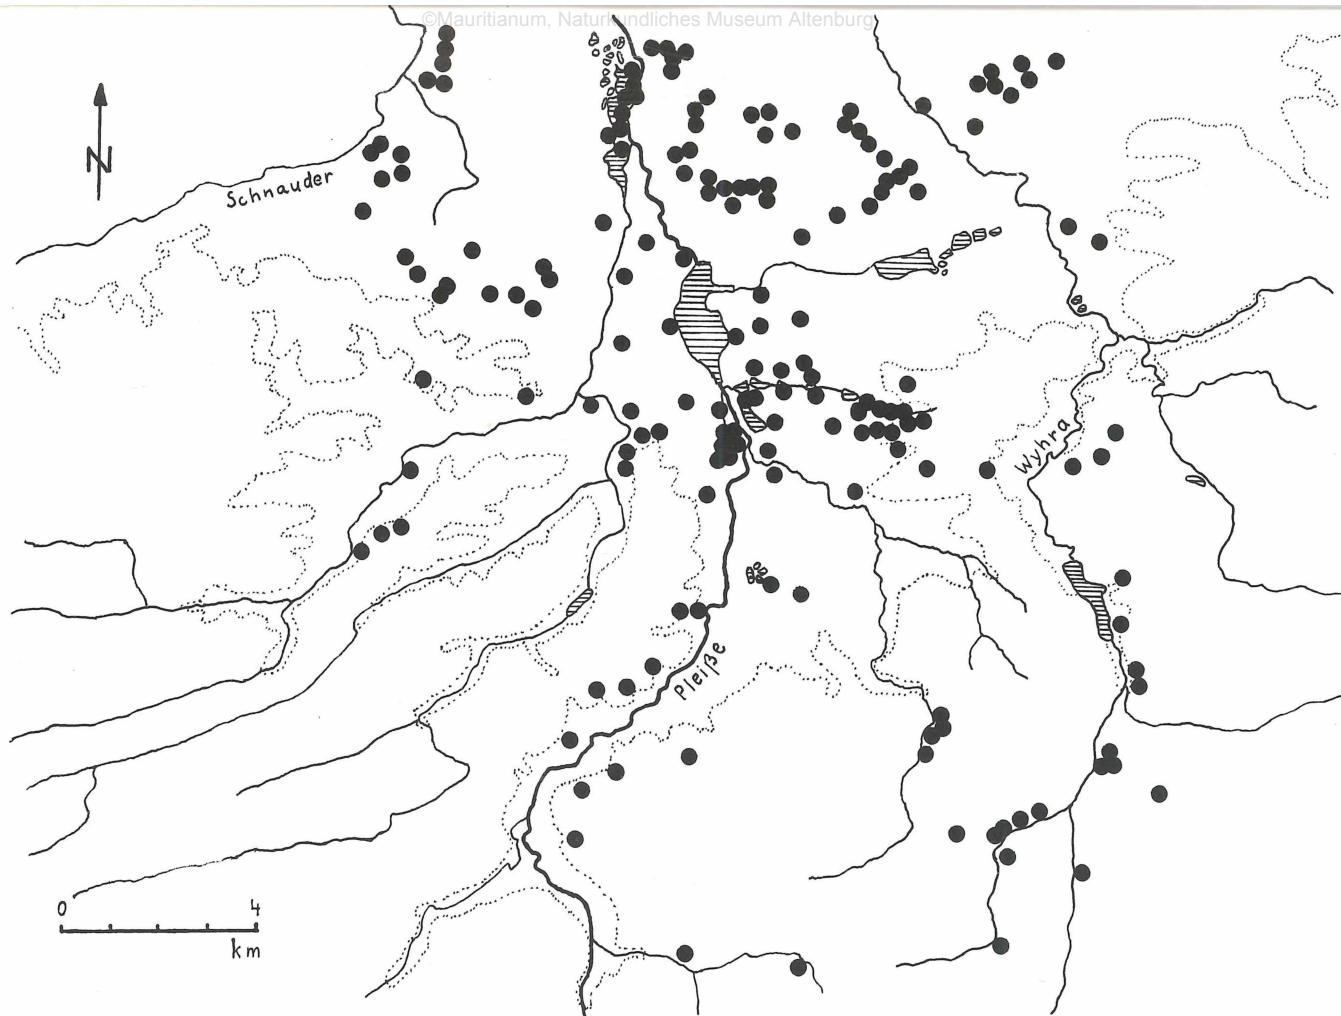 ©Mauritianum, Naturkundliches Museum Altenburg
N
Schnauder
Wyhra
Pleiße
0 4
km